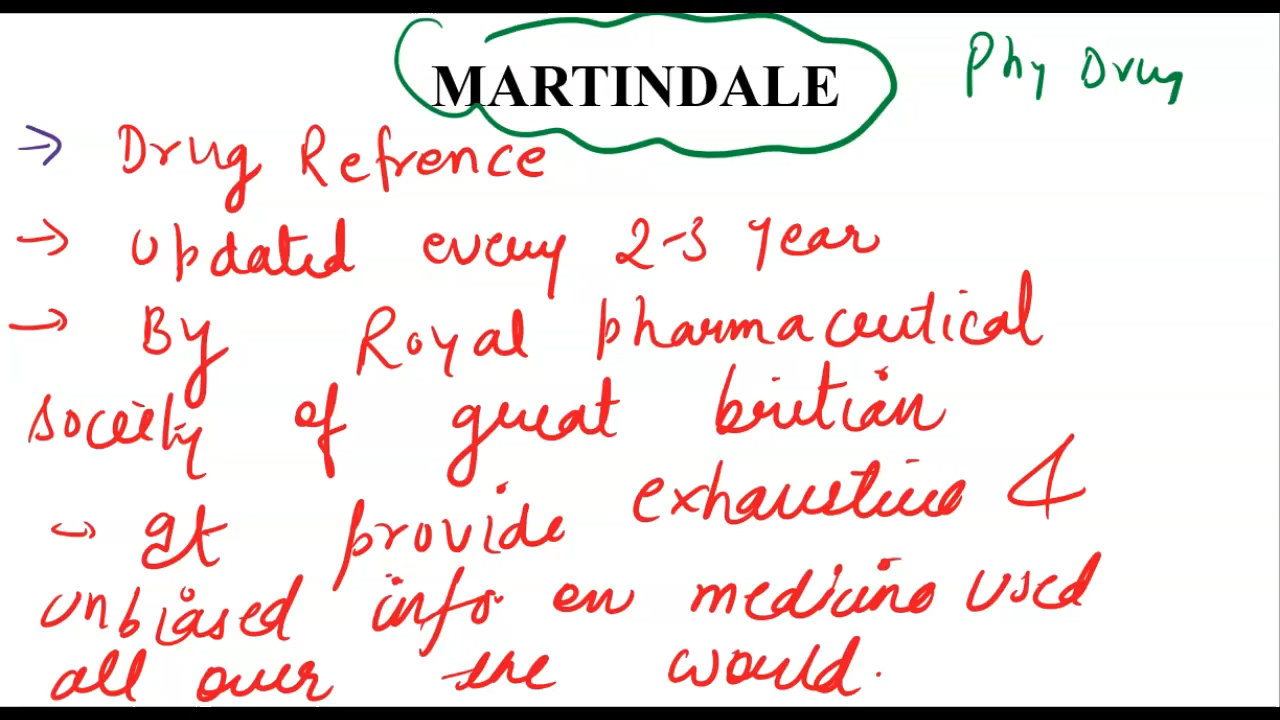 MARTINDALE Phy Drug
→ Drug Refrence
→ Updated every 2-3 year
→ By Royal pharmaceutical
society of great britian
→ It provide exhaustive &
unbiased info on medicine used
all over the would.